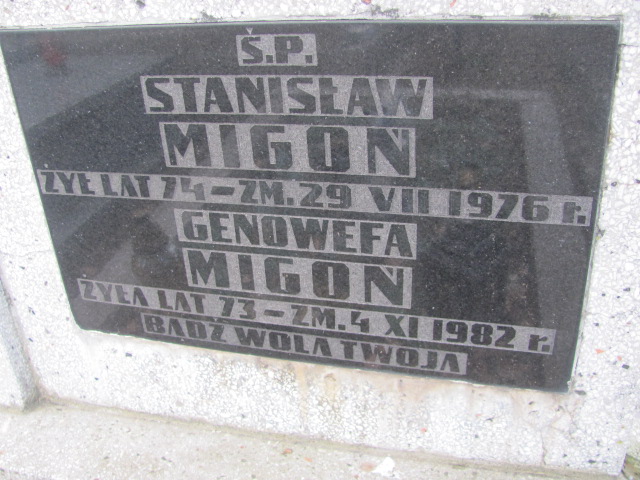 Ś.P.
STANISŁAW
MIGOŃ
ŻYŁ LAT 74 - ZM. 29 VII 1976 r.
GENOWEFA
MIGOŃ
ŻYŁA LAT 73 - ZM. 4 XI 1982 r.
BĄDŹ WOLA TWOJA